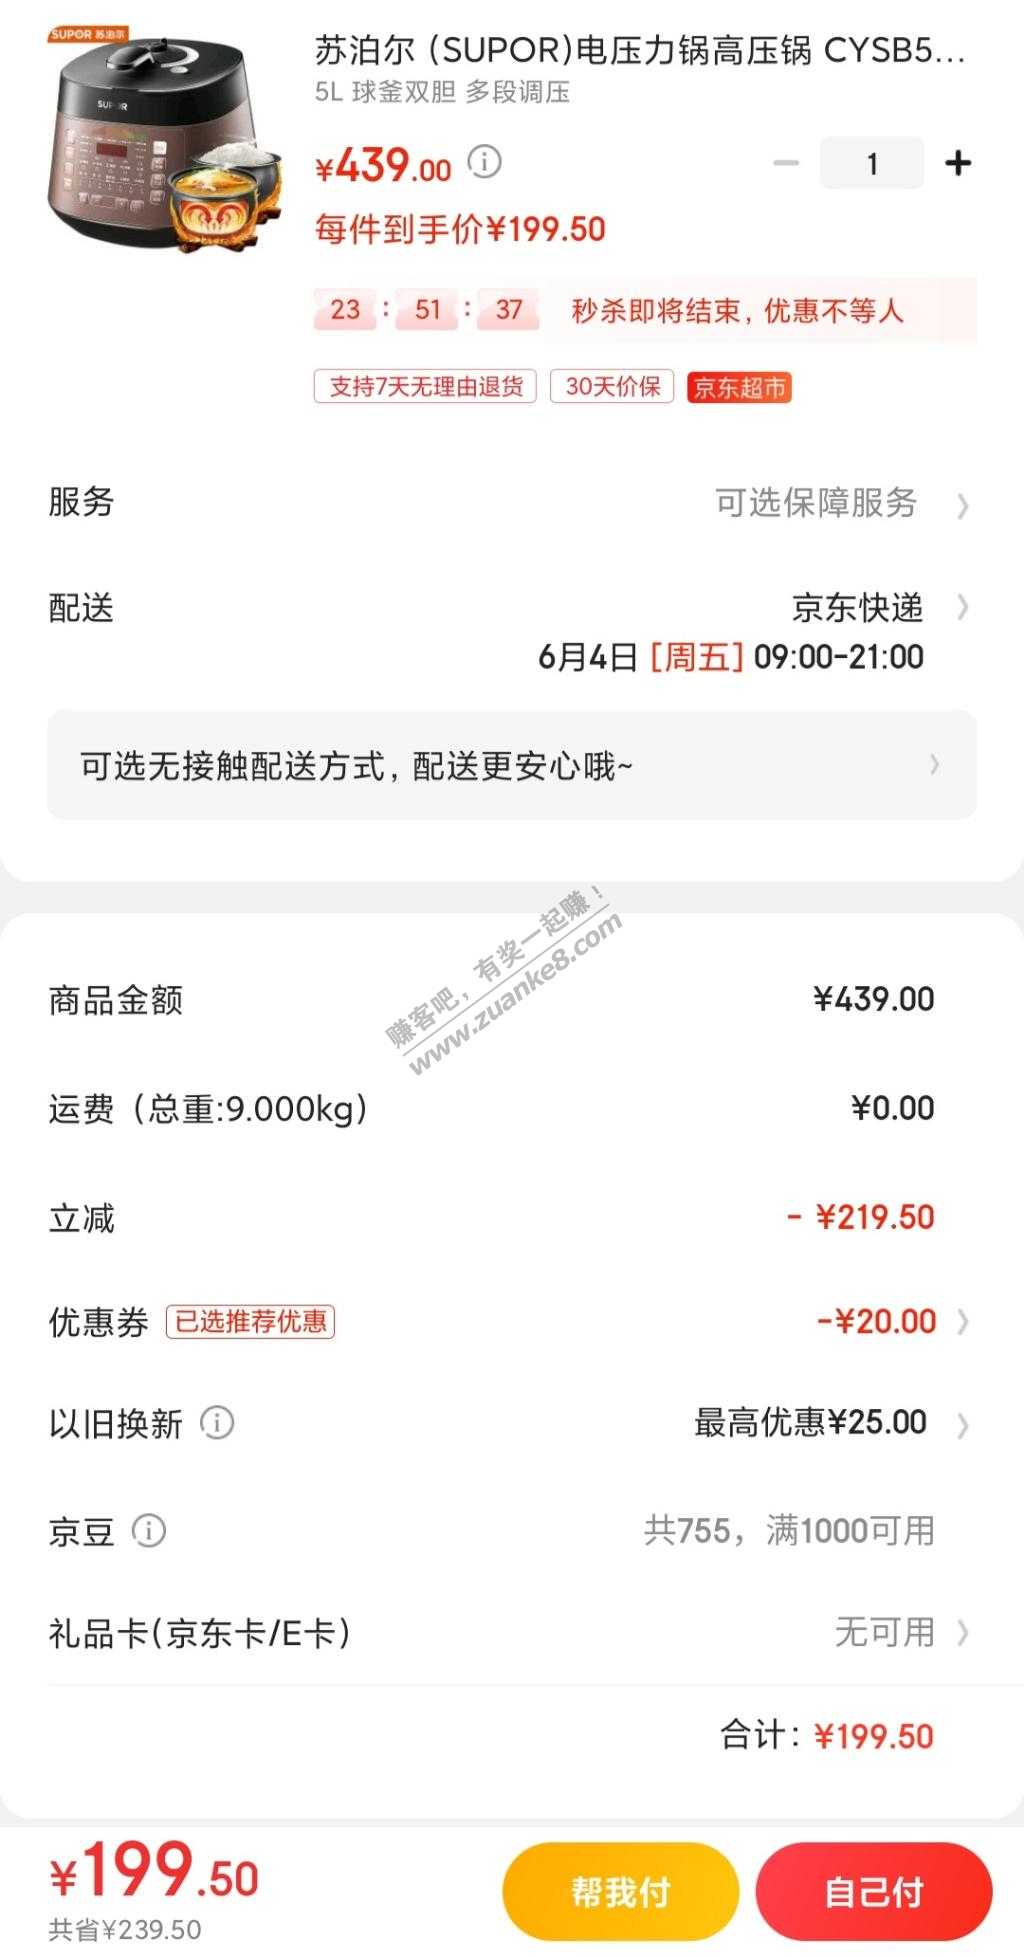 SUPOR 苏泊尔
SUPOR
苏泊尔 (SUPOR)电压力锅高压锅 CYSB5...
5L 球釜双胆 多段调压
¥439.00
1
每件到手价¥199.50
23 : 51 : 37 秒杀即将结束, 优惠不等人
支持7天无理由退货 30天价保 京东超市
服务 可选保障服务
配送 京东快递
6月4日 [周五] 09:00-21:00
可选无接触配送方式, 配送更安心哦~
赚客吧, 有奖一起赚!
www.zuanke8.com
商品金额 ¥439.00
运费 (总重:9.000kg) ¥0.00
立减 - ¥219.50
优惠券 已选推荐优惠 -¥20.00
以旧换新 最高优惠¥25.00
京豆 共755, 满1000可用
礼品卡(京东卡/E卡) 无可用
合计: ¥199.50
¥199.50
共省¥239.50
帮我付
自己付